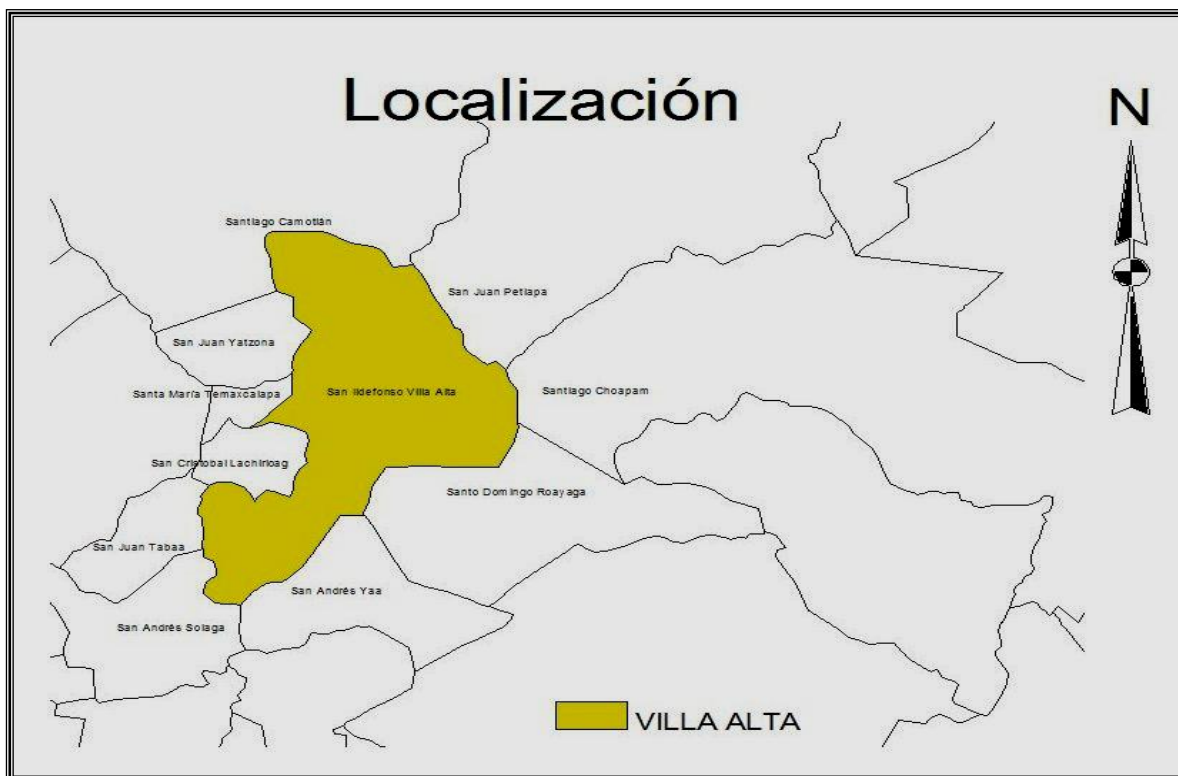 Localización
N
Santiago Camotlán
San Juan Petlapa
San Juan Yatzona
Santa María Temaxcalapa
San Ildefonso Villa Alta
Santiago Choapam
San Cristobal Lachirioag
Santo Domingo Roayaga
San Juan Tabaa
San Andrés Yaa
San Andrés Solaga
VILLA ALTA